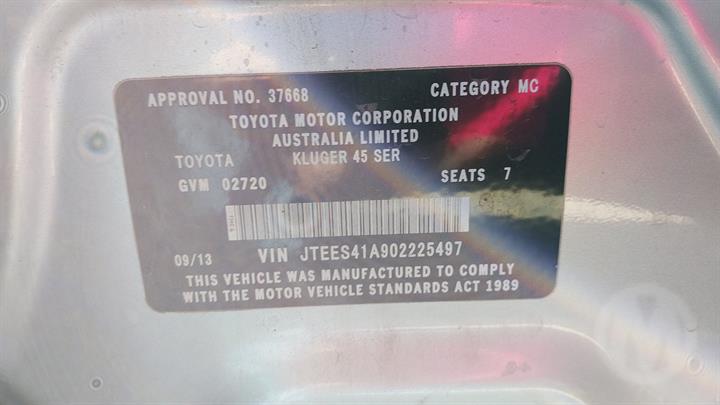 APPROVAL NO. 37668 CATEGORY MC
TOYOTA MOTOR CORPORATION
AUSTRALIA LIMITED
TOYOTA KLUGER 45 SER
GVM 02720 SEATS 7
09/13 VIN JTEES41A902225497
THIS VEHICLE WAS MANUFACTURED TO COMPLY
WITH THE MOTOR VEHICLE STANDARDS ACT 1989
M